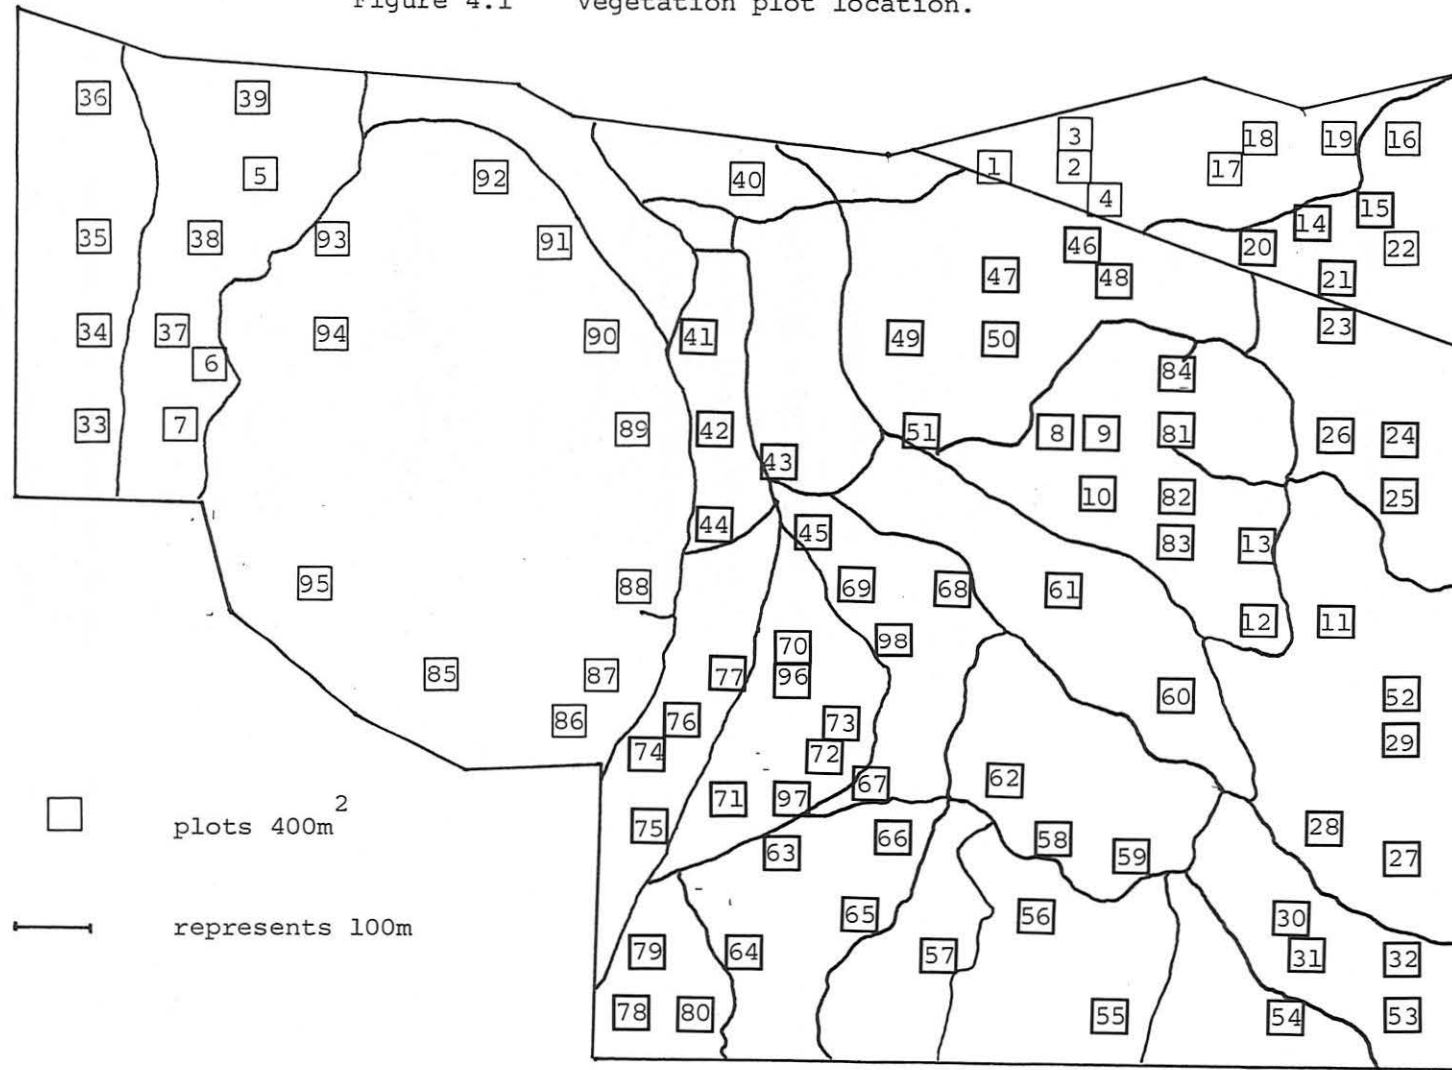 Figure 4.1 Vegetation plot location.
36 39
3 18 19 16
5 92 40 1 2 17
4
15
14
35 38 93 91 46 20 22
47 48 21
34 37 94 90 41 49 50 23
6
84
33 7 89 42 51 8 9 81 26 24
43
10 82 25
44 45 83 13
95 88 69 68 61
98 12 11
70
85 87 77 96 60 52
86 76 73 29
74 72
67 62
71 97
plots 400m²
75 63 66 58 59 28 27
65 56 30
represents 100m
79 64 57 31 32
78 80 55 54 53